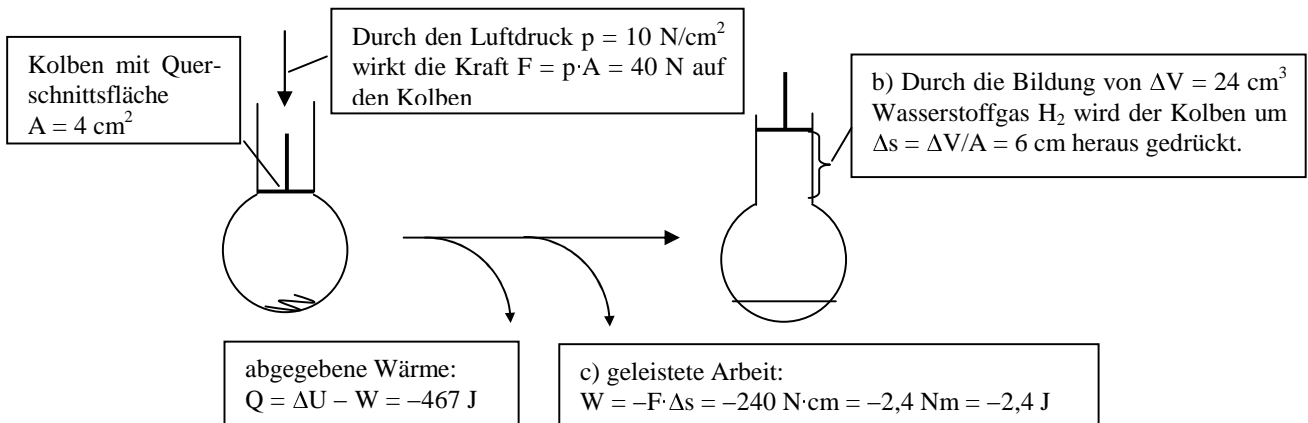 Kolben mit Quer-
schnittsfläche
A = 4 cm²
Durch den Luftdruck p = 10 N/cm²
wirkt die Kraft F = p·A = 40 N auf
den Kolben
b) Durch die Bildung von ΔV = 24 cm³
Wasserstoffgas H₂ wird der Kolben um
Δs = ΔV/A = 6 cm heraus gedrückt.
abgegebene Wärme:
Q = ΔU – W = –467 J
c) geleistete Arbeit:
W = –F·Δs = –240 N·cm = –2,4 Nm = –2,4 J